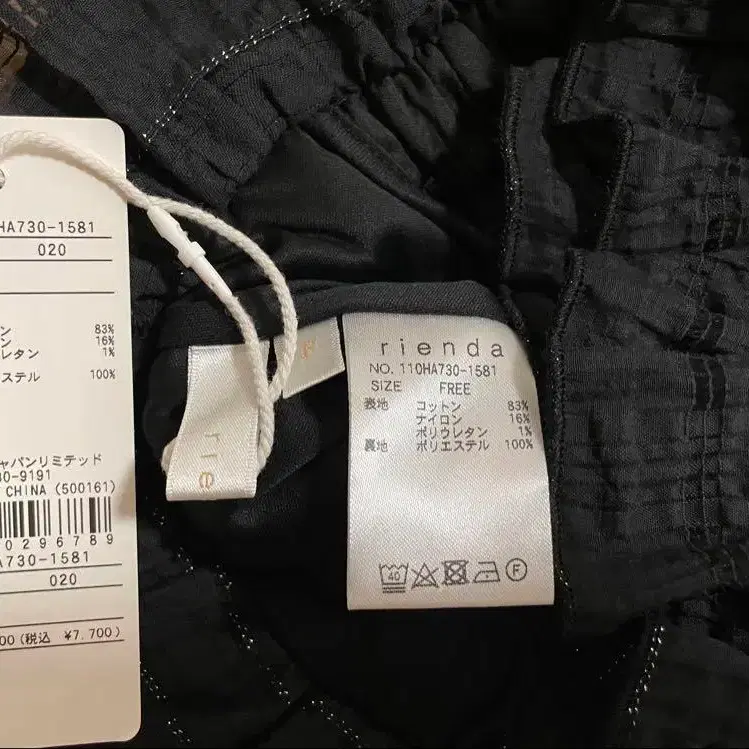 HA730-1581
020
ン 83%
ン 16%
レタン 1%
ステル 100%
ャパンリミテッド
30-9191
CHINA (500161)
0296789
A730-1581
020
00(税込 ¥7,700)
rie
rienda
NO. 110HA730-1581
SIZE FREE
表地 コットン 83%
ナイロン 16%
ポリウレタン 1%
裏地 ポリエステル 100%
40
F